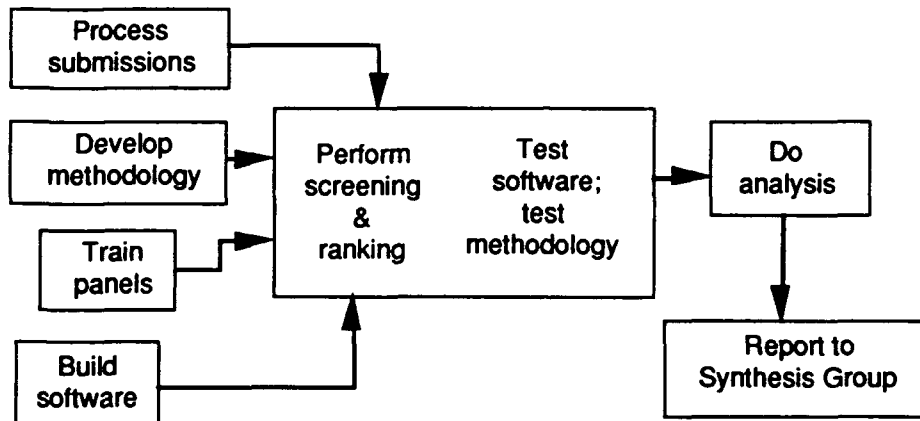 Process
submissions
Develop
methodology
Train
panels
Build
software
Perform
screening
&
ranking
Test
software;
test
methodology
Do
analysis
Report to
Synthesis Group